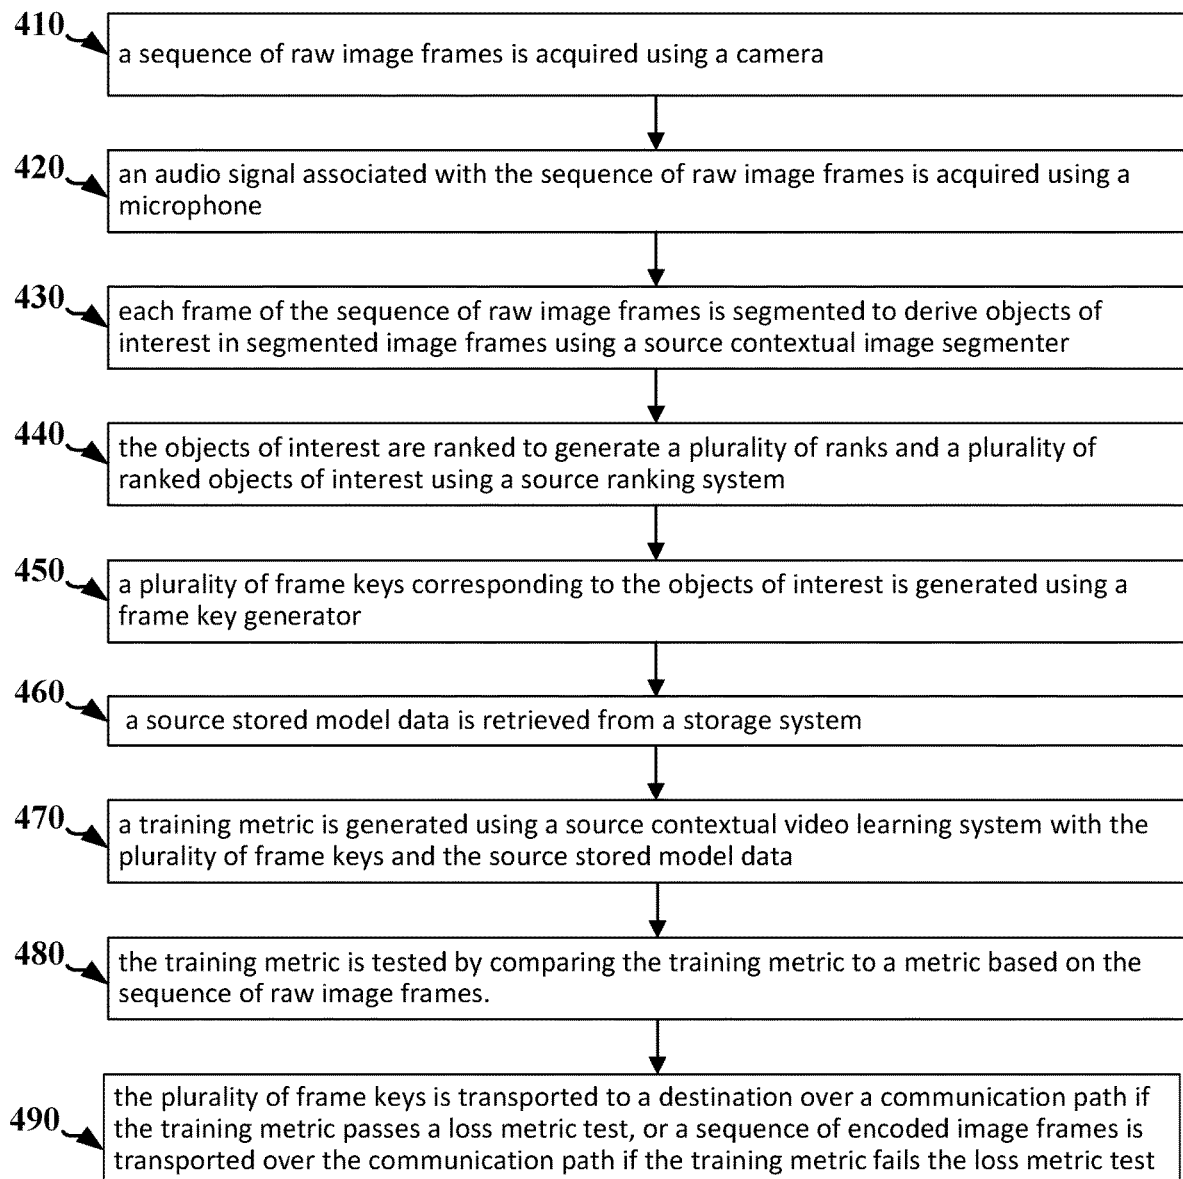 410
a sequence of raw image frames is acquired using a camera
420
an audio signal associated with the sequence of raw image frames is acquired using a
microphone
430
each frame of the sequence of raw image frames is segmented to derive objects of
interest in segmented image frames using a source contextual image segmenter
440
the objects of interest are ranked to generate a plurality of ranks and a plurality of
ranked objects of interest using a source ranking system
450
a plurality of frame keys corresponding to the objects of interest is generated using a
frame key generator
460
a source stored model data is retrieved from a storage system
470
a training metric is generated using a source contextual video learning system with the
plurality of frame keys and the source stored model data
480
the training metric is tested by comparing the training metric to a metric based on the
sequence of raw image frames.
490
the plurality of frame keys is transported to a destination over a communication path if
the training metric passes a loss metric test, or a sequence of encoded image frames is
transported over the communication path if the training metric fails the loss metric test